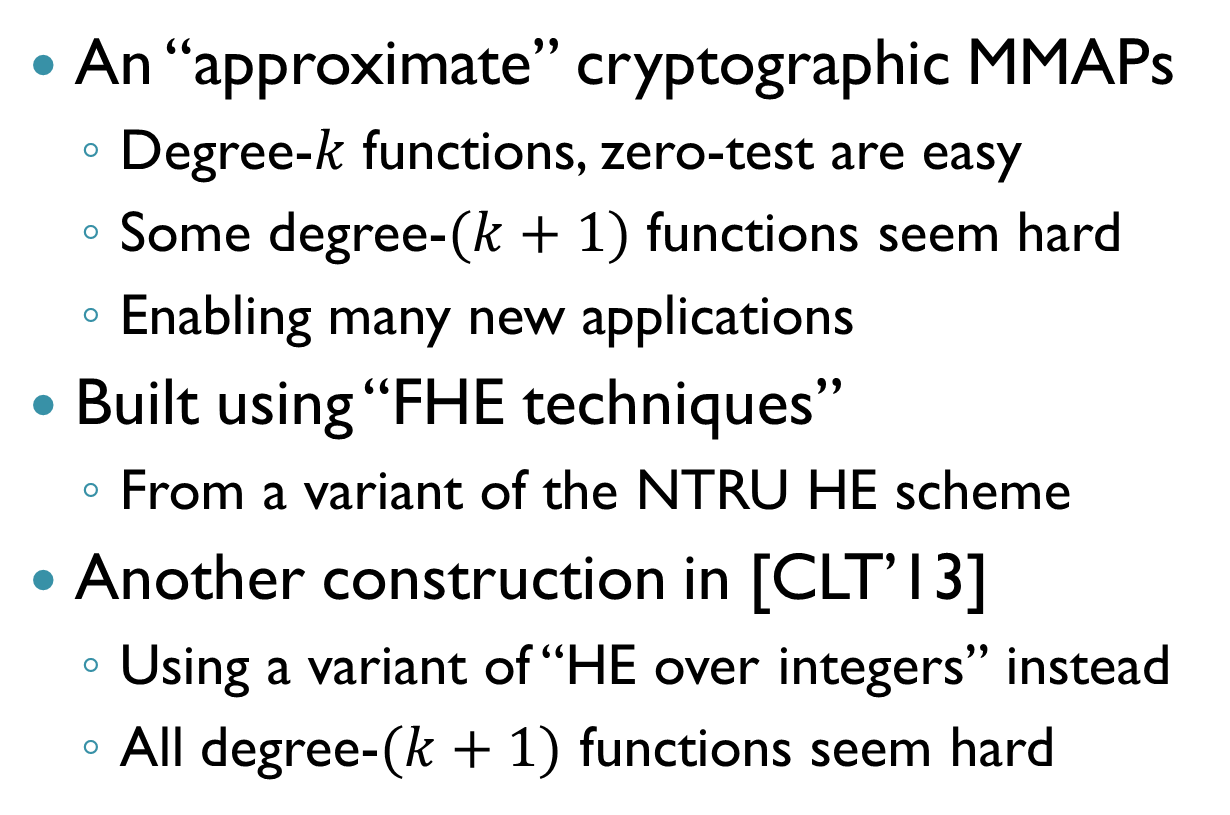 • An “approximate” cryptographic MMAPs
◦ Degree-k functions, zero-test are easy
◦ Some degree-(k + 1) functions seem hard
◦ Enabling many new applications
• Built using “FHE techniques”
◦ From a variant of the NTRU HE scheme
• Another construction in [CLT’13]
◦ Using a variant of “HE over integers” instead
◦ All degree-(k + 1) functions seem hard